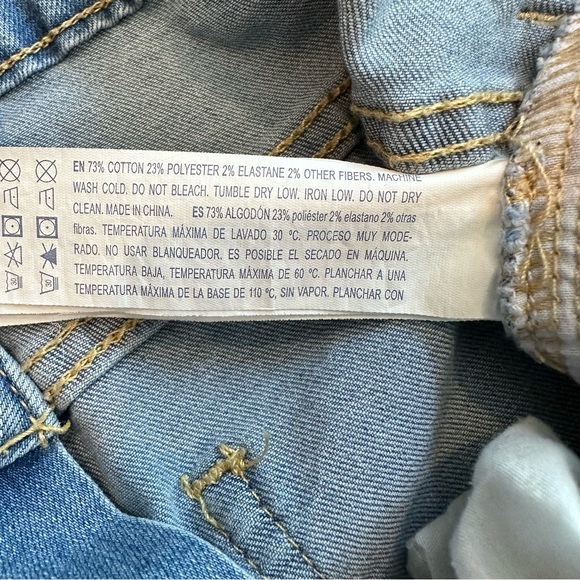 EN 73% COTTON 23% POLYESTER 2% ELASTANE 2% OTHER FIBERS. MACHINE
WASH COLD. DO NOT BLEACH. TUMBLE DRY LOW. IRON LOW. DO NOT DRY
CLEAN. MADE IN CHINA. ES 73% ALGODÓN 23% poliéster 2% elastano 2% otras
fibras. TEMPERATURA MÁXIMA DE LAVADO 30 ºC. PROCESO MUY MODE-
RADO. NO USAR BLANQUEADOR. ES POSIBLE EL SECADO EN MÁQUINA.
TEMPERATURA BAJA, TEMPERATURA MÁXIMA DE 60 ºC. PLANCHAR A UNA
TEMPERATURA MÁXIMA DE LA BASE DE 110 ºC, SIN VAPOR. PLANCHAR CON